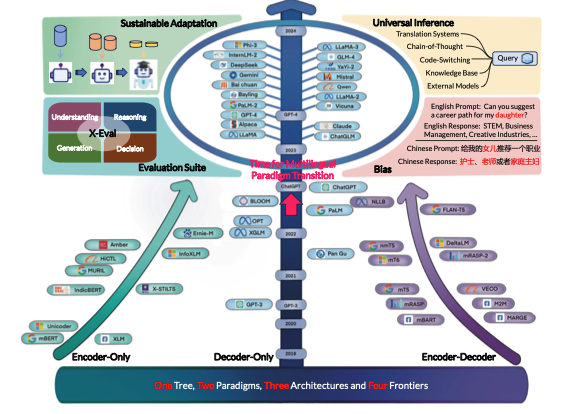 Sustainable Adaptation
2024
Universal Inference
Translation Systems
Chain-of-Thought
Code-Switching
Knowledge Base
External Models
Query
Phi-3
InternLM-2
DeepSeek
Gemini
Bai chuan
Bayling
PaLM-2
GPT-4
Alpaca
LLaMA
LLaMA-3
GLM-4
YaYi-2
Mistral
Qwen
LLaMA-2
Vicuna
Claude
ChatGLM
GPT-4
2023
Understanding
Reasoning
X-Eval
Generation
Decision
Evaluation Suite
English Prompt: Can you suggest
a career path for my daughter?
English Response: STEM, Business
Management, Creative Industries, ...
Chinese Prompt: 给我的女儿推荐一个职业
Chinese Response: 护士、老师或者家庭主妇
Bias
Time for Multilingual
Paradigm Transition
ChatGPT
ChatGPT
BLOOM
NLLB
PaLM
FLAN-T5
OPT
XGLM
Ernie-M
2022
Amber
InfoXLM
Pan Gu
nmT5
DeltaLM
HiCTL
mT6
mRASP-2
MURIL
2021
IndicBERT
X-STILTS
mT5
VECO
GPT-3
GPT-3
mRASP
M2M
2020
mBART
MARGE
Unicoder
mBERT
XLM
2018
Encoder-Only
Decoder-Only
Encoder-Decoder
One Tree, Two Paradigms, Three Architectures and Four Frontiers